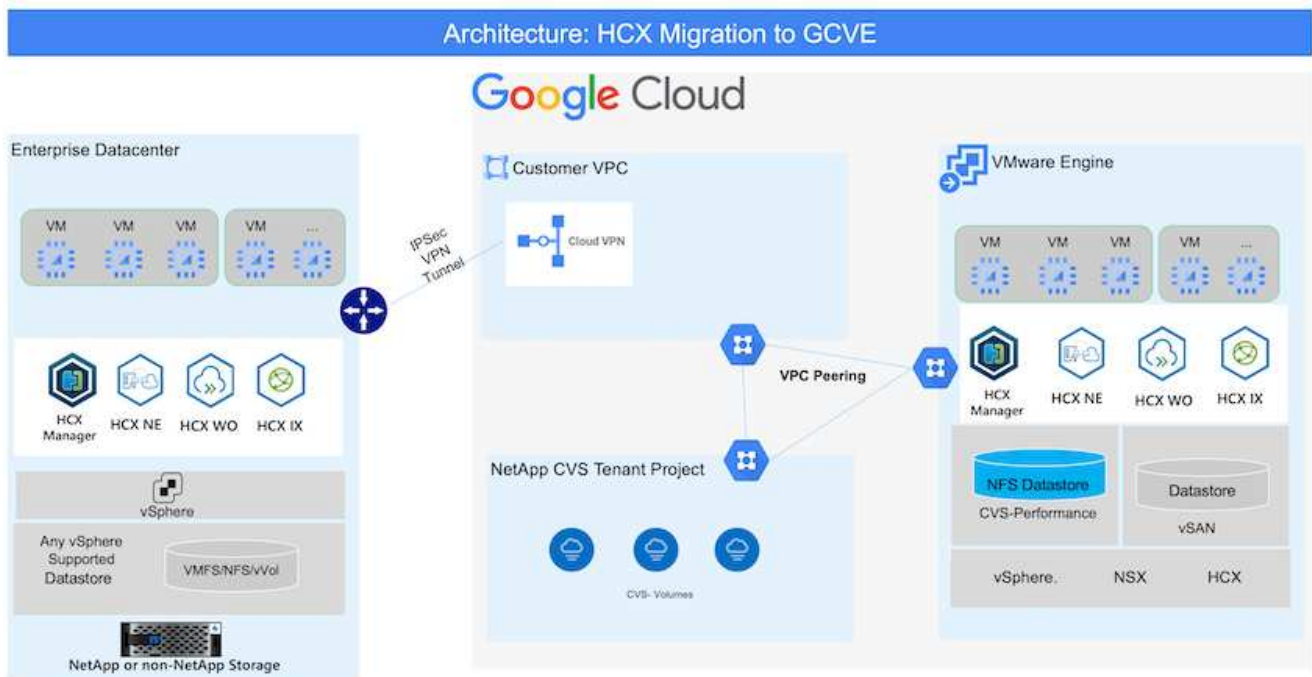 Architecture: HCX Migration to GCVE
Google Cloud
Enterprise Datacenter
VM VM VM VM ...
HCX
Manager
HCX NE
HCX WO
HCX IX
vSphere
Any vSphere
Supported
Datastore
VMFS/NFS/vVol
NetApp or non-NetApp Storage
IPSec
VPN
Tunnel
Customer VPC
Cloud VPN
VPC Peering
NetApp CVS Tenant Project
CVS- Volumes
VMware Engine
VM VM VM VM ...
HCX
Manager
HCX NE
HCX WO
HCX IX
NFS Datastore
CVS-Performance
Datastore
vSAN
vSphere. NSX HCX